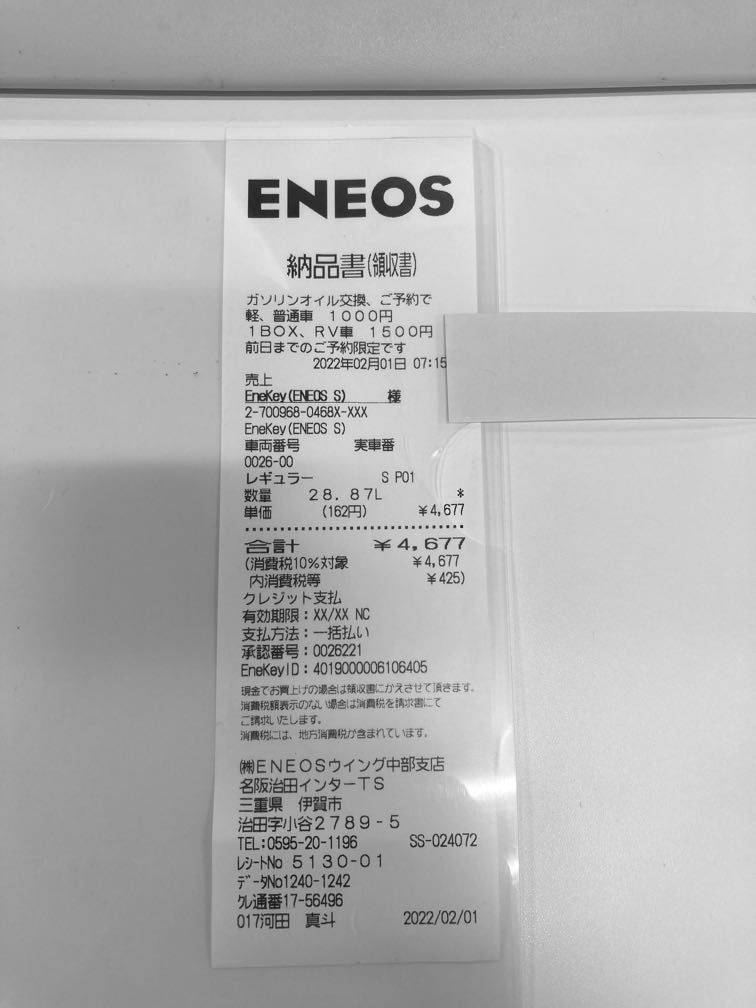 ENEOS
納品書(領収書)
ガソリンオイル交換、ご予約で
軽、普通車 1000円
1BOX、RV車 1500円
前日までのご予約限定です
2022年02月01日 07:15
売上
EneKey(ENEOS S) 様
2-700968-0468X-XXX
EneKey(ENEOS S)
車両番号 実車番
0026-00
レギュラー S P01
数量 28.87L *
単価 (162円) ¥4,677
合計 ¥4,677
(消費税10%対象 ¥4,677
内消費税等 ¥425)
クレジット支払
有効期限:XX/XX NC
支払方法:一括払い
承認番号:0026221
EneKeyID:4019000006106405
現金でお買上げの場合は領収書にかえさせて頂きます。
消費税額表示のない場合は消費税を請求書にて
ご請求いたします。
消費税には、地方消費税が含まれています。
㈱ENEOSウイング中部支店
名阪治田インターTS
三重県 伊賀市
治田字小谷2789-5
TEL:0595-20-1196 SS-024072
レシートNo 5130-01
データNo1240-1242
クレ通番17-56496
017河田 真斗 2022/02/01